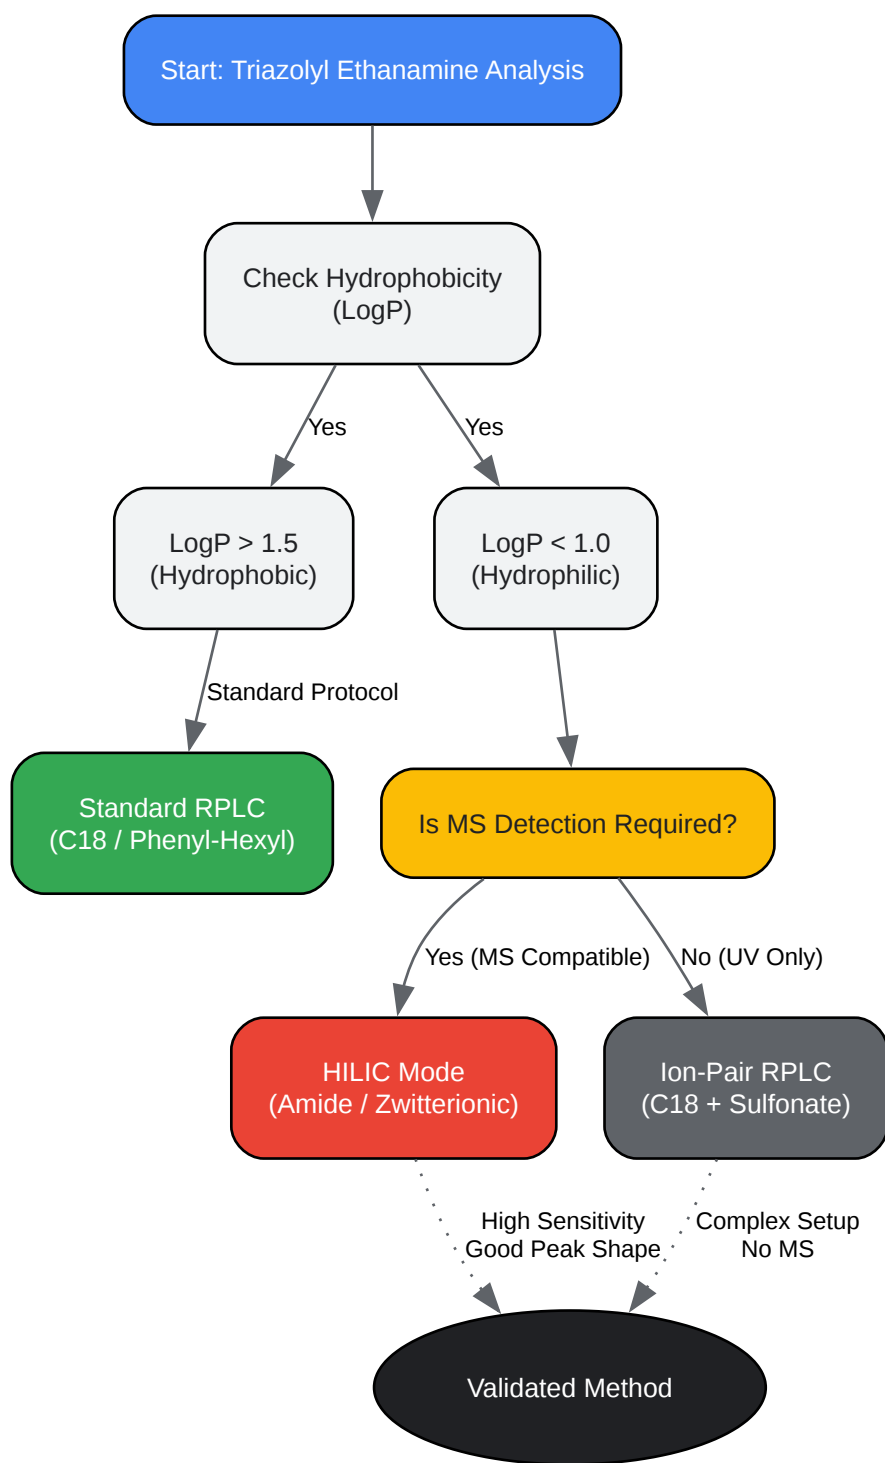 Start: Triazolyl Ethanamine Analysis
Check Hydrophobicity
(LogP)
Yes
Yes
LogP > 1.5
(Hydrophobic)
LogP < 1.0
(Hydrophilic)
Standard Protocol
Standard RPLC
(C18 / Phenyl-Hexyl)
Is MS Detection Required?
Yes (MS Compatible)
No (UV Only)
HILIC Mode
(Amide / Zwitterionic)
Ion-Pair RPLC
(C18 + Sulfonate)
High Sensitivity
Good Peak Shape
Complex Setup
No MS
Validated Method